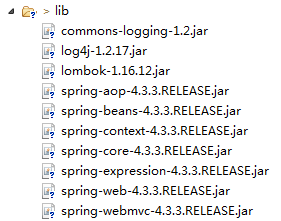 > lib
commons-logging-1.2.jar
log4j-1.2.17.jar
lombok-1.16.12.jar
spring-aop-4.3.3.RELEASE.jar
spring-beans-4.3.3.RELEASE.jar
spring-context-4.3.3.RELEASE.jar
spring-core-4.3.3.RELEASE.jar
spring-expression-4.3.3.RELEASE.jar
spring-web-4.3.3.RELEASE.jar
spring-webmvc-4.3.3.RELEASE.jar